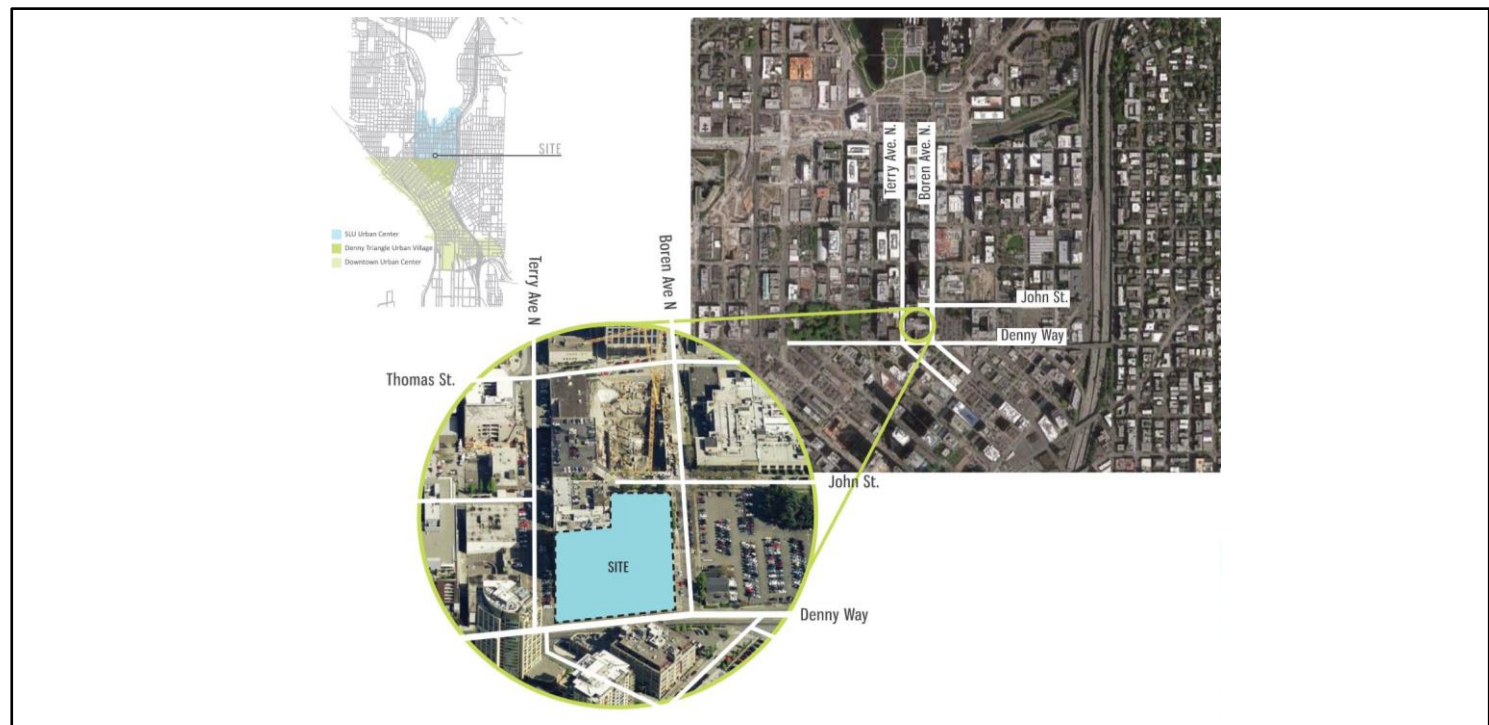 SITE
SLU Urban Center
Denny Triangle Urban Village
Downtown Urban Center
Terry Ave. N.
Boren Ave. N.
John St.
Denny Way
Terry Ave N
Boren Ave N
Thomas St.
John St.
SITE
Denny Way